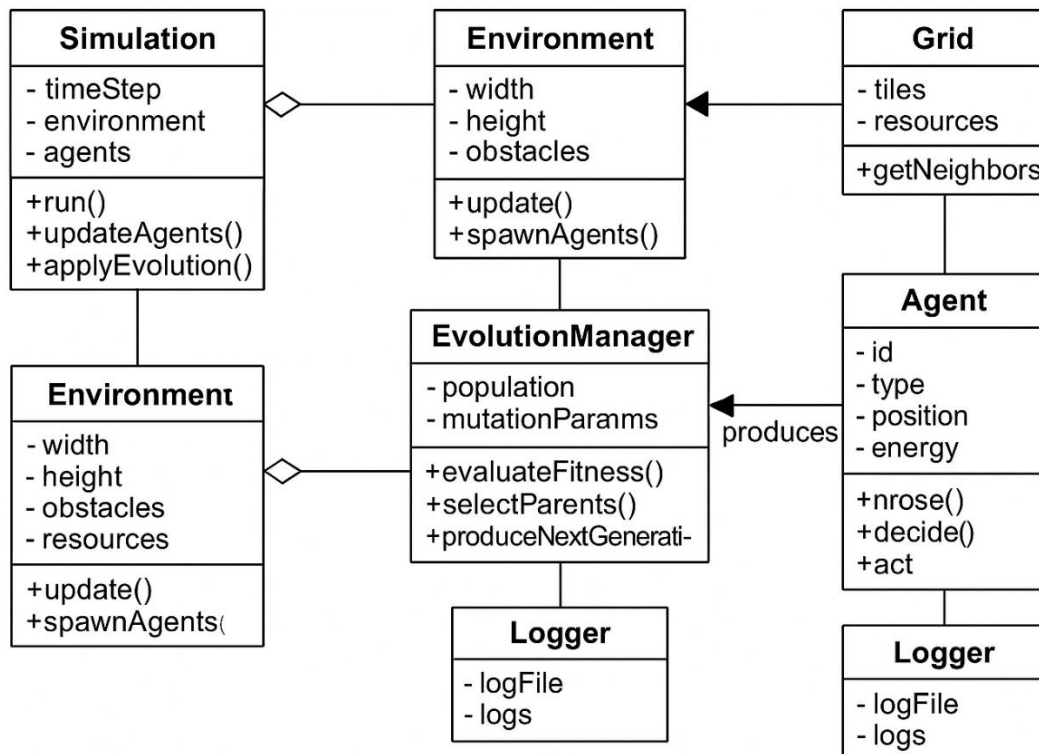 Simulation
- timeStep
- environment
- agents
+run()
+updateAgents()
+applyEvolution()
Environment
- width
- height
- obstacles
+update()
+spawnAgents()
Grid
- tiles
- resources
+getNeighbors
Environment
- width
- height
- obstacles
- resources
+update()
+spawnAgents(
EvolutionManager
- population
- mutationParamms
+evaluateFitness()
+selectParents()
+produceNextGenerati-
produces
Agent
- id
- type
- position
- energy
+nrose()
+decide()
+act
Logger
- logFile
- logs
Logger
- logFile
- logs